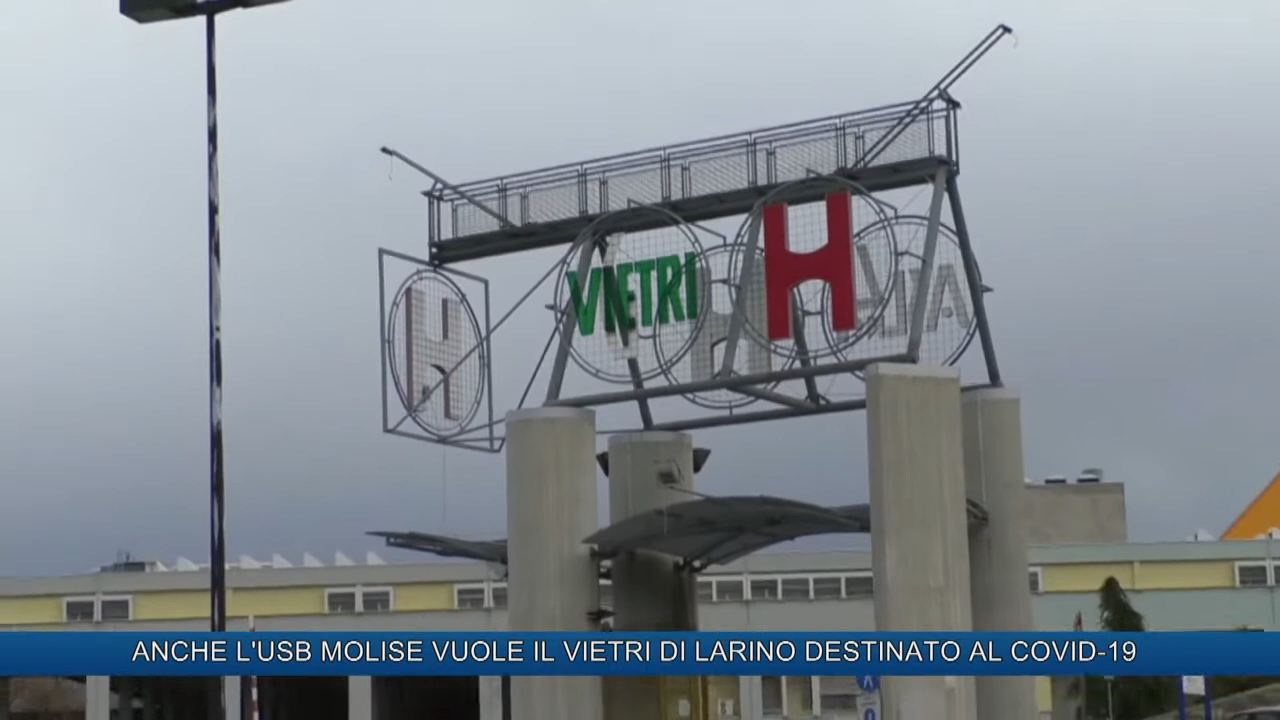 VIETRI
H
H
H
ANCHE L'USB MOLISE VUOLE IL VIETRI DI LARINO DESTINATO AL COVID-19